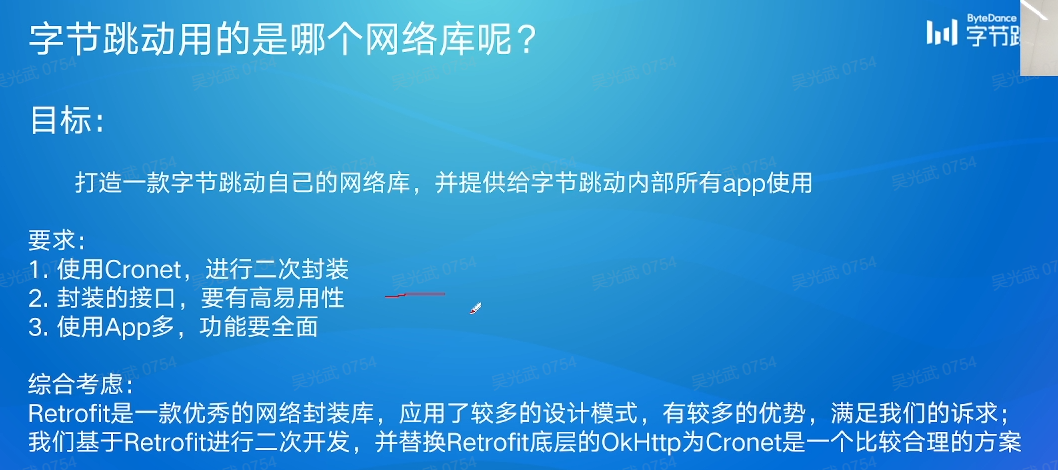 字节跳动用的是哪个网络库呢？
ByteDance
字节跳
目标：
打造一款字节跳动自己的网络库，并提供给字节跳动内部所有app使用
要求：
1. 使用Cronet，进行二次封装
2. 封装的接口，要有高易用性
3. 使用App多，功能要全面
综合考虑：
Retrofit是一款优秀的网络封装库，应用了较多的设计模式，有较多的优势，满足我们的诉求；
我们基于Retrofit进行二次开发，并替换Retrofit底层的OkHttp为Cronet是一个比较合理的方案
吴光武 0754